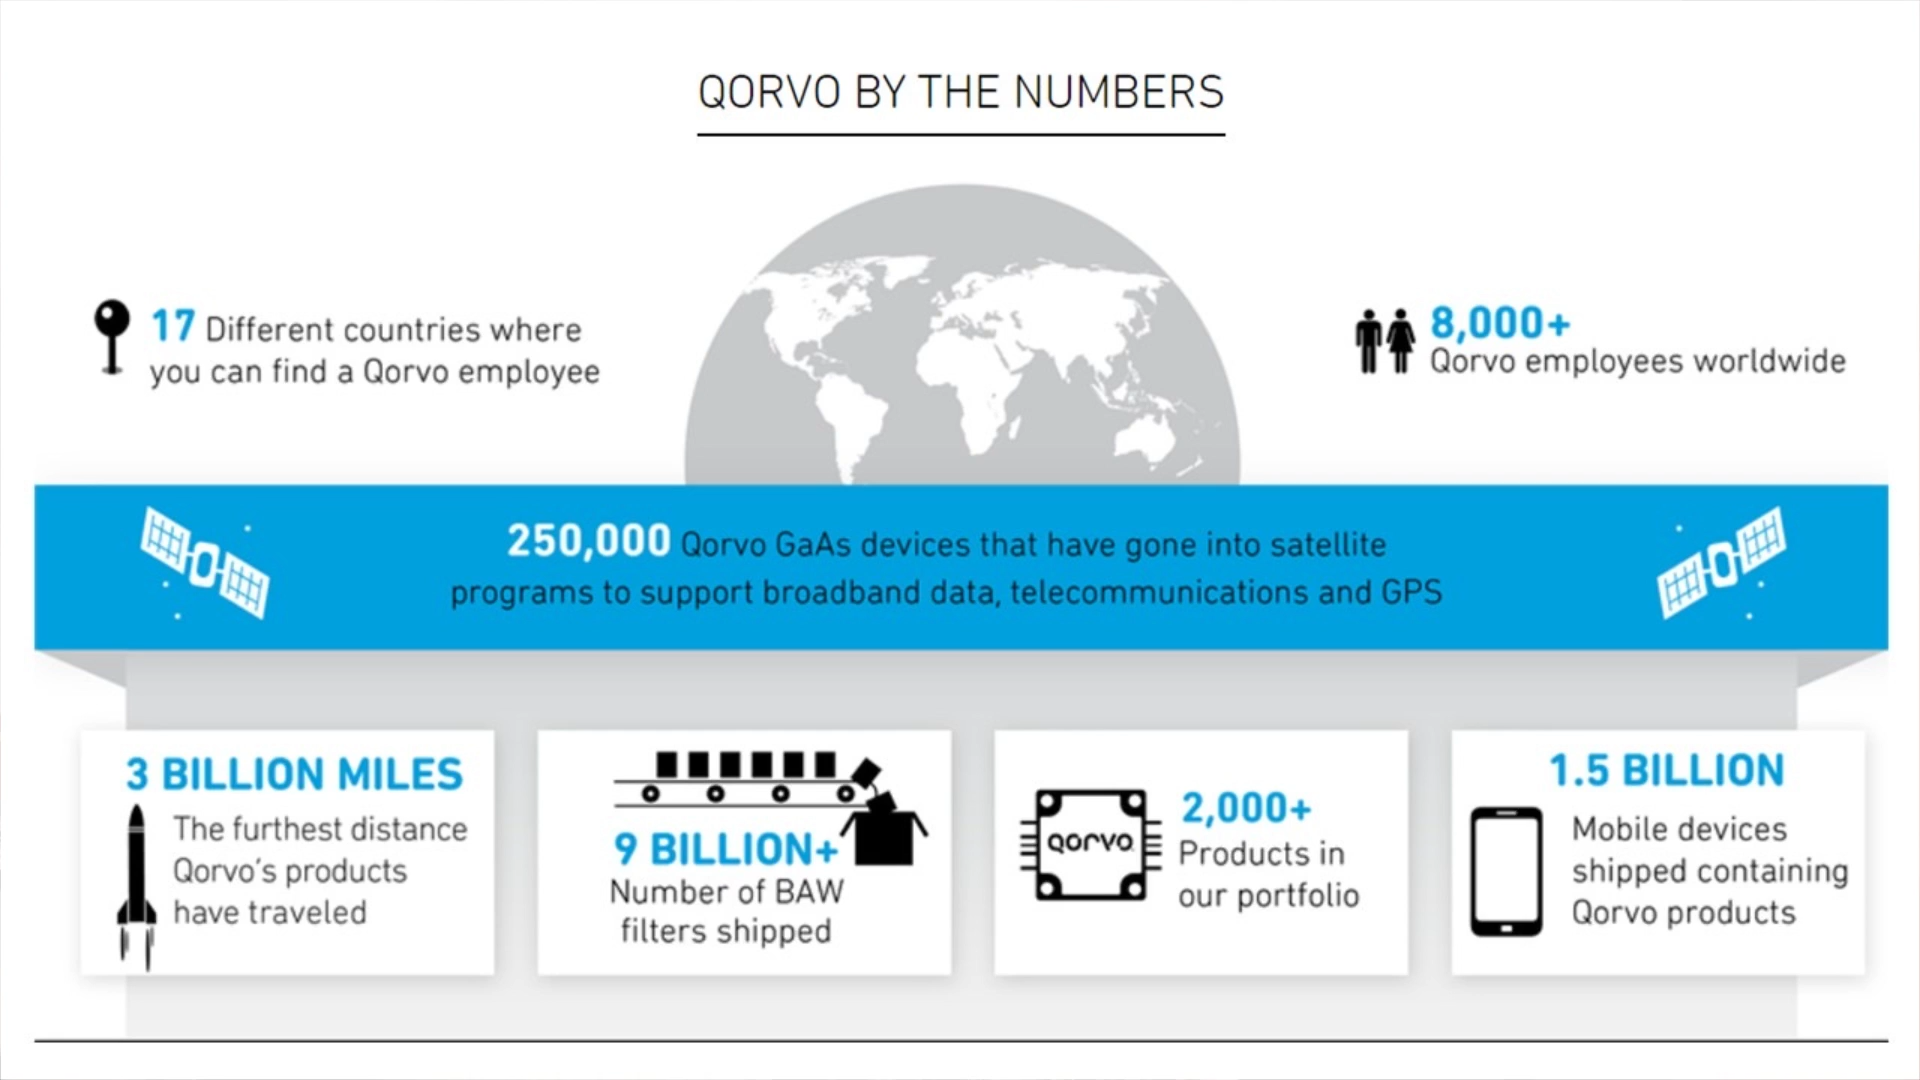 QORVO BY THE NUMBERS
17 Different countries where
you can find a Qorvo employee
8,000+
Qorvo employees worldwide
250,000 Qorvo GaAs devices that have gone into satellite
programs to support broadband data, telecommunications and GPS
3 BILLION MILES
The furthest distance
Qorvo's products
have traveled
9 BILLION+
Number of BAW
filters shipped
QORVO
2,000+
Products in
our portfolio
1.5 BILLION
Mobile devices
shipped containing
Qorvo products